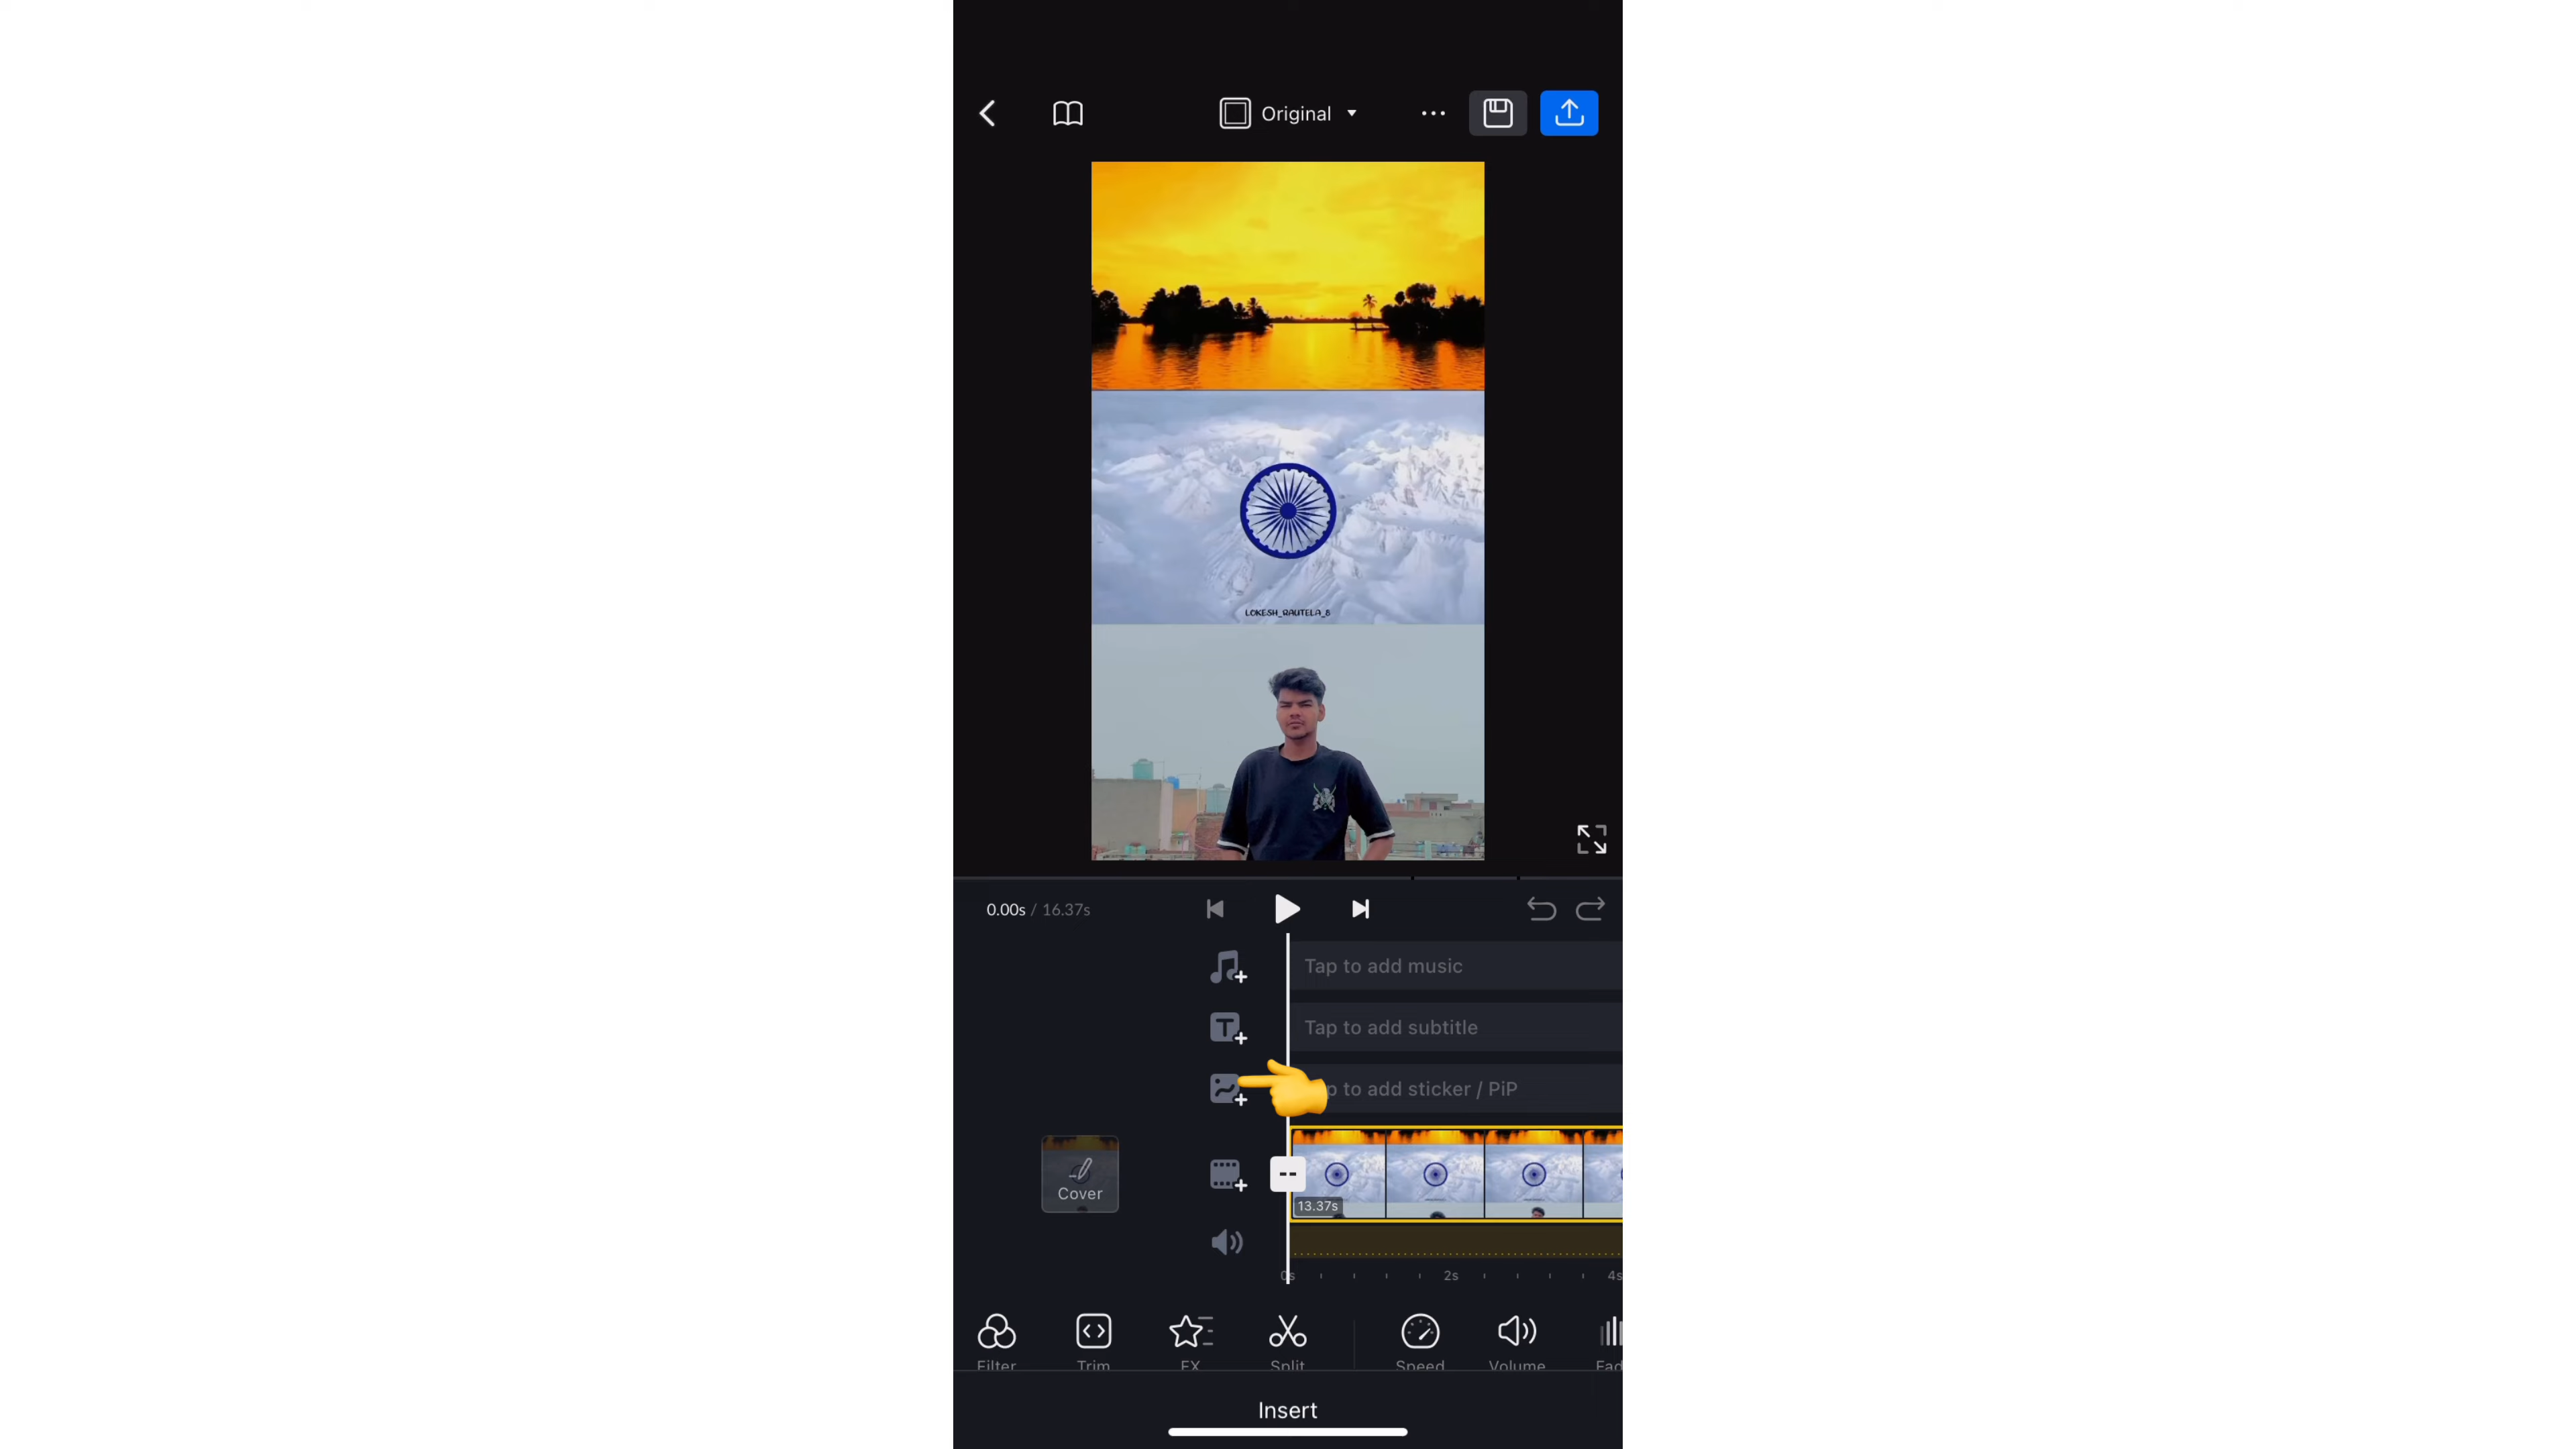 Original
LOKESH_RAUTELA_8
0.00s / 16.37s
Tap to add music
Tap to add subtitle
p to add sticker / PiP
Cover
13.37s
0s 2s 4s
Filter Trim FX Split Speed Volume Fad
Insert